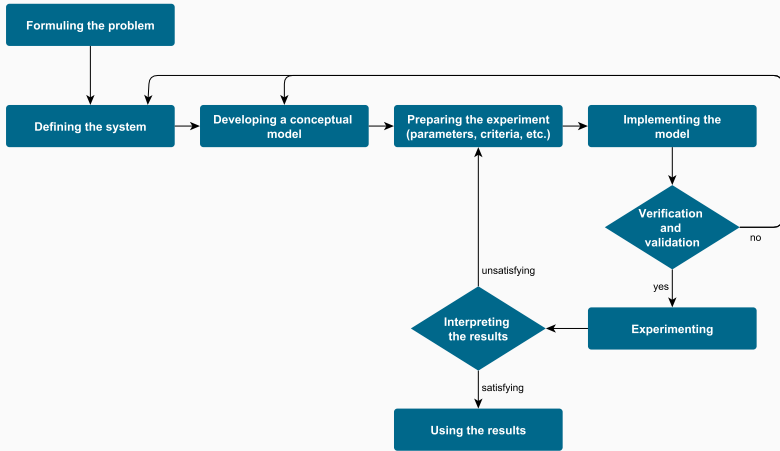 Formuling the problem
Defining the system
Developing a conceptual
model
Preparing the experiment
(parameters, criteria, etc.)
Implementing the
model
Verification
and
validation
no
yes
unsatisfying
Interpreting
the results
Experimenting
satisfying
Using the results